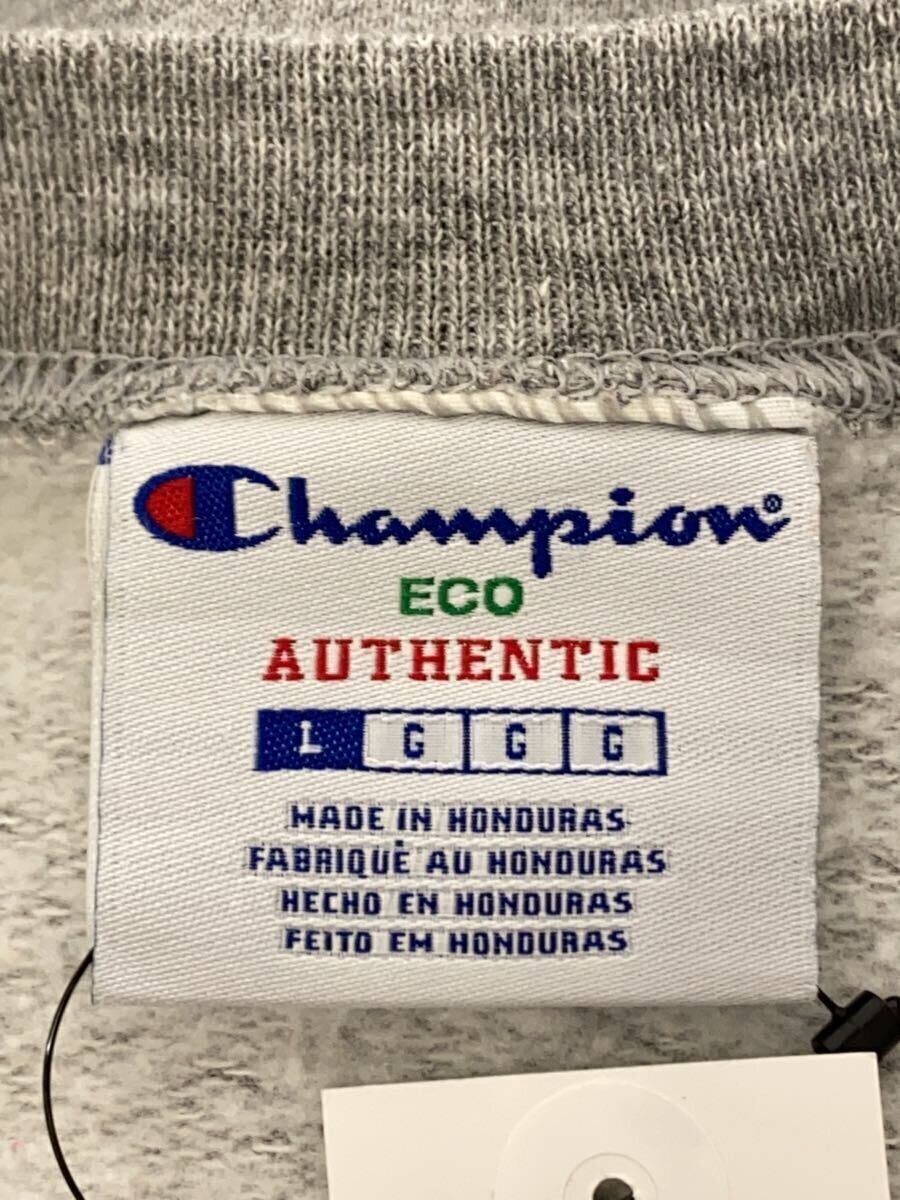 Champion®
ECO
AUTHENTIC
L G G G
MADE IN HONDURAS
FABRIQUÉ AU HONDURAS
HECHO EN HONDURAS
FEITO EM HONDURAS